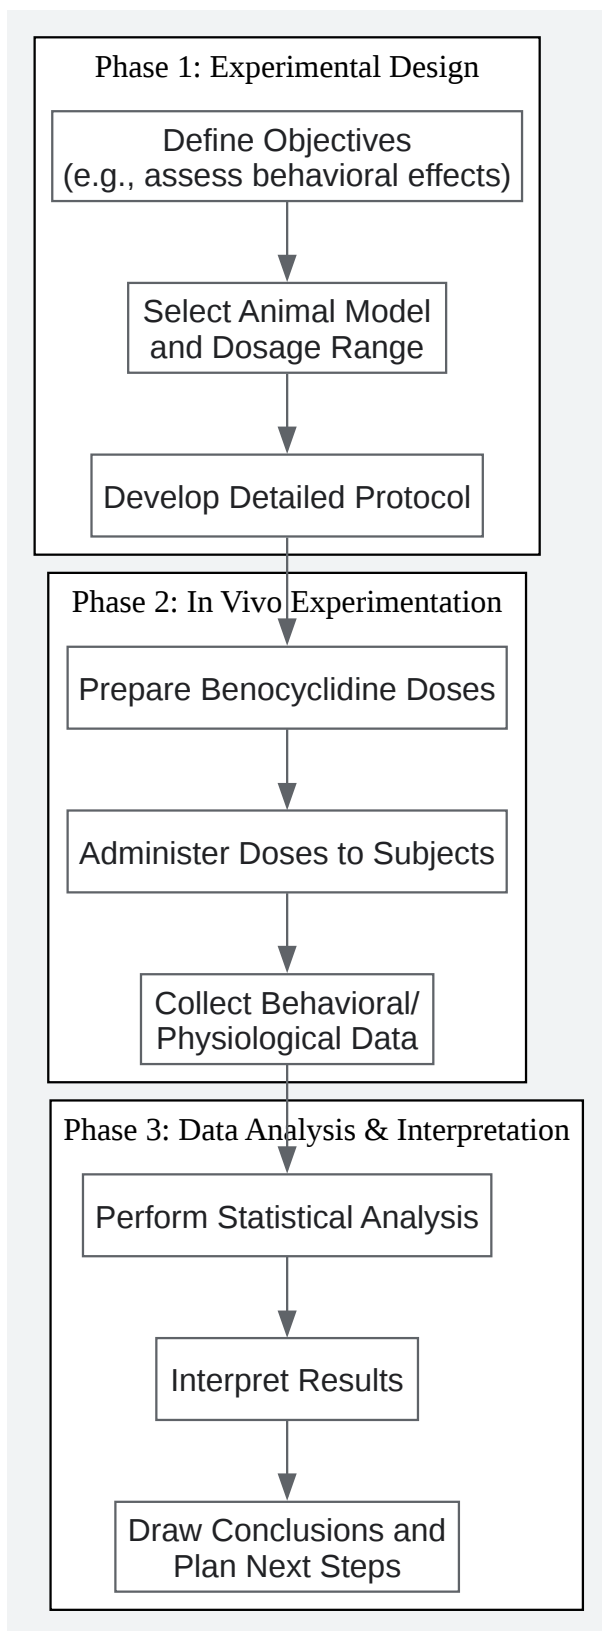 Phase 1: Experimental Design
Define Objectives
(e.g., assess behavioral effects)
Select Animal Model
and Dosage Range
Develop Detailed Protocol
Phase 2: In Vivo Experimentation
Prepare Benocyclidine Doses
Administer Doses to Subjects
Collect Behavioral/
Physiological Data
Phase 3: Data Analysis & Interpretation
Perform Statistical Analysis
Interpret Results
Draw Conclusions and
Plan Next Steps